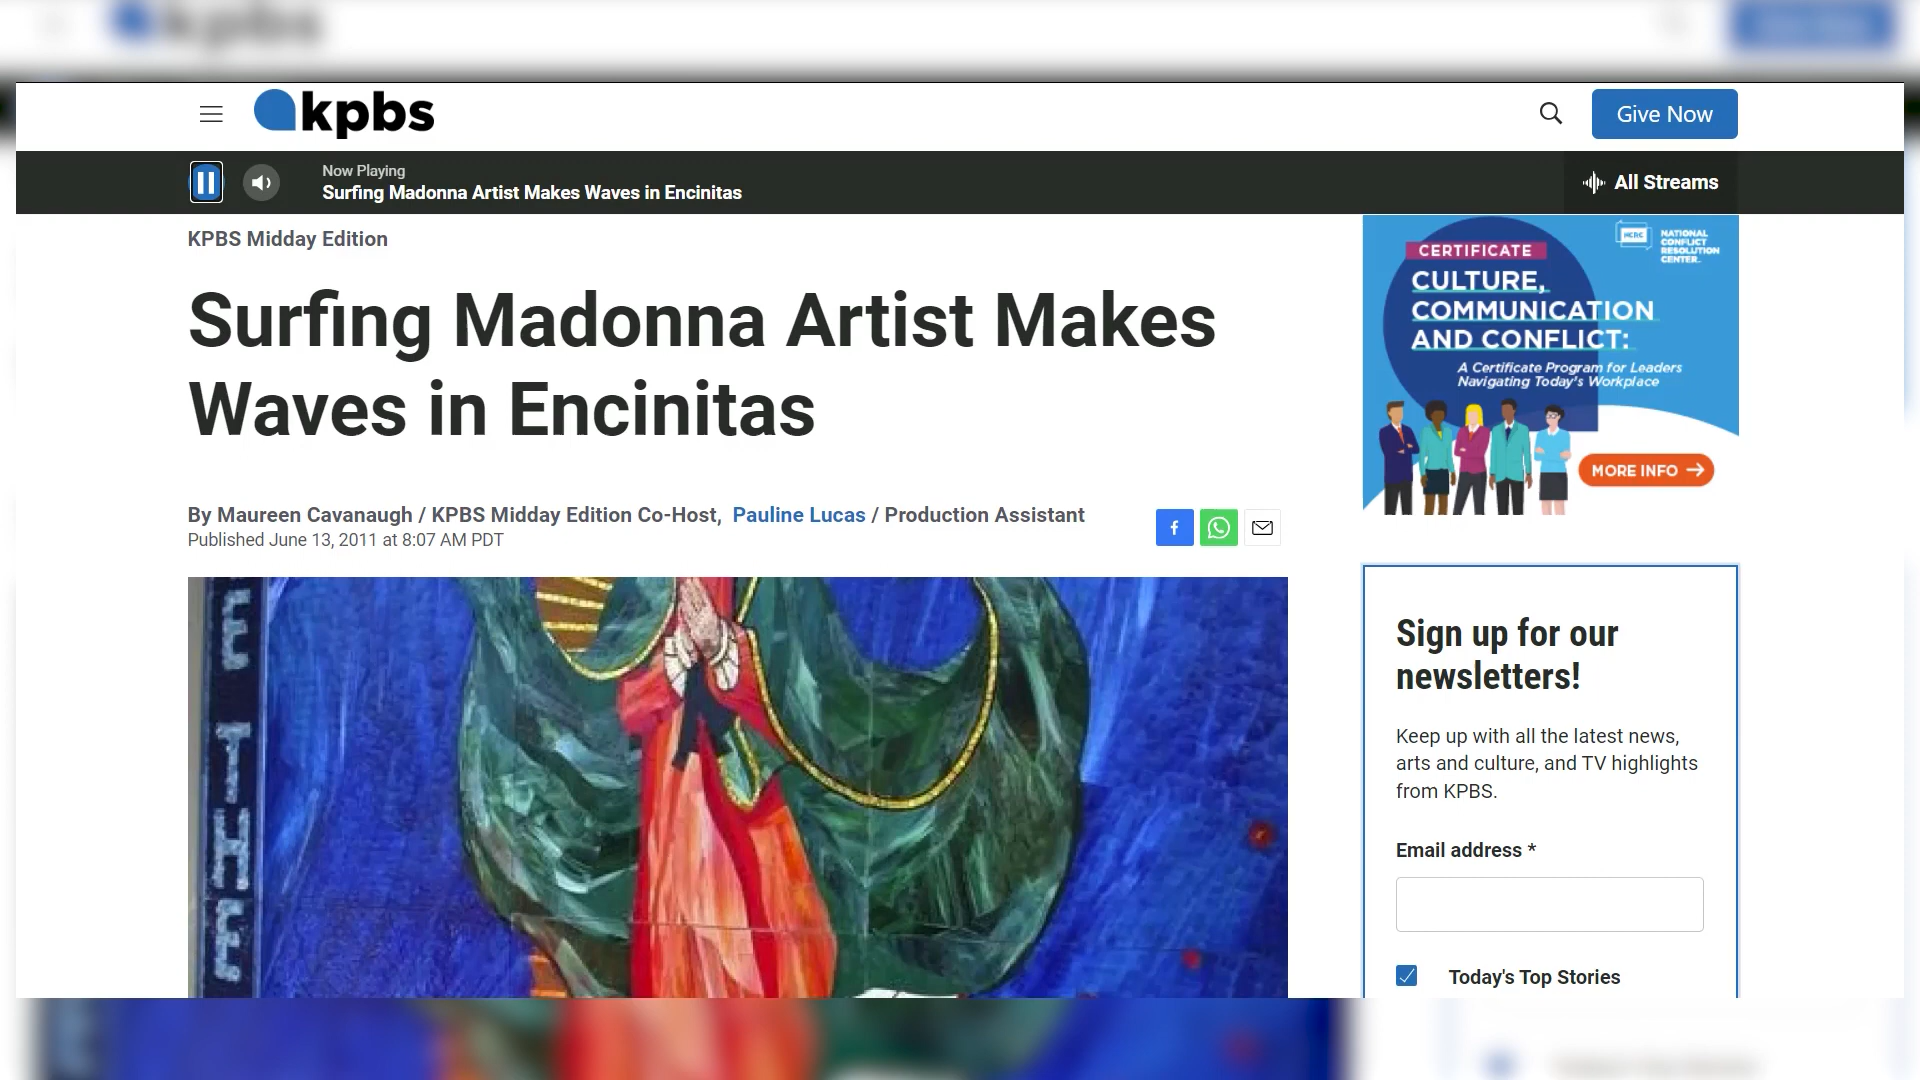 kpbs
Give Now
Now Playing
Surfing Madonna Artist Makes Waves in Encinitas
All Streams
KPBS Midday Edition
Surfing Madonna Artist Makes
Waves in Encinitas
By Maureen Cavanaugh / KPBS Midday Edition Co-Host, Pauline Lucas / Production Assistant
Published June 13, 2011 at 8:07 AM PDT
f
THE
CERTIFICATE
NCRC
NATIONAL
CONFLICT
RESOLUTION
CENTER
CULTURE,
COMMUNICATION
AND CONFLICT:
A Certificate Program for Leaders
Navigating Today's Workplace
MORE INFO
Sign up for our
newsletters!
Keep up with all the latest news,
arts and culture, and TV highlights
from KPBS.
Email address *
Today's Top Stories